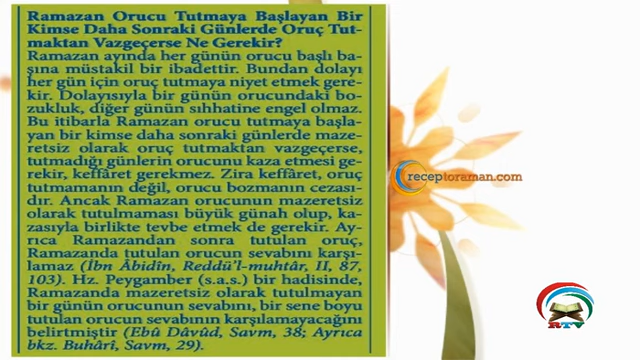 Ramazan Orucu Tutmaya Başlayan Bir
Kimse Daha Sonraki Günlerde Oruç Tut-
maktan Vazgeçerse Ne Gerekir?
Ramazan ayında her günün orucu başlı ba-
şına müstakil bir ibadettir. Bundan dolayı
her gün için oruç tutmaya niyet etmek gere-
kir. Dolayısıyla bir günün orucundaki bo-
zukluk, diğer günün sıhhatine engel olmaz.
Bu itibarla Ramazan orucu tutmaya başla-
yan bir kimse daha sonraki günlerde maze-
retsiz olarak oruç tutmaktan vazgeçerse,
tutmadığı günlerin orucunu kaza etmesi ge-
rekir, keffâret gerekmez. Zira keffâret, oruç
tutmamanın değil, orucu bozmanın cezası-
dır. Ancak Ramazan orucunun mazeretsiz
olarak tutulmaması büyük günah olup, ka-
zasıyla birlikte tevbe etmek de gerekir. Ay-
rıca Ramazandan sonra tutulan oruç,
Ramazanda tutulan orucun sevabını karşı-
lamaz (İbn Âbidîn, Reddü'l-muhtâr, II, 87,
103). Hz. Peygamber (s.a.s.) bir hadisinde,
Ramazanda mazeretsiz olarak tutulmayan
bir günün orucunun sevabını, bir sene boyu
tutulan orucun sevabının karşılamayacağını
belirtmiştir (Ebû Dâvûd, Savm, 38; Ayrıca
bkz. Buhârî, Savm, 29).
receptoraman.com
RTV